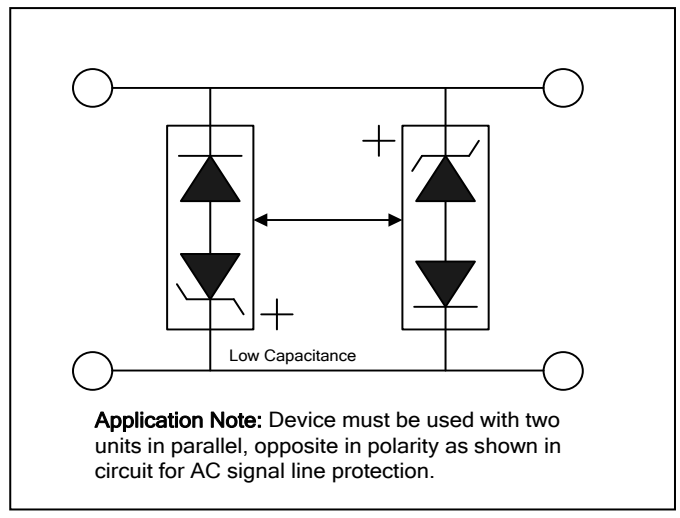 +
+
Low Capacitance
Application Note: Device must be used with two
units in parallel, opposite in polarity as shown in
circuit for AC signal line protection.